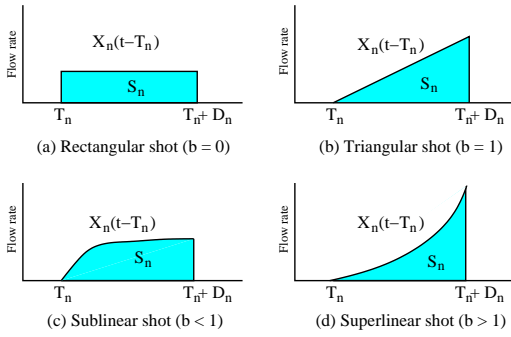 Flow rate
X_n(t–T_n)
S_n
T_n
T_n + D_n
(a) Rectangular shot (b = 0)
Flow rate
X_n(t–T_n)
S_n
T_n
T_n + D_n
(b) Triangular shot (b = 1)
Flow rate
X_n(t–T_n)
S_n
T_n
T_n + D_n
(c) Sublinear shot (b < 1)
Flow rate
X_n(t–T_n)
S_n
T_n
T_n + D_n
(d) Superlinear shot (b > 1)